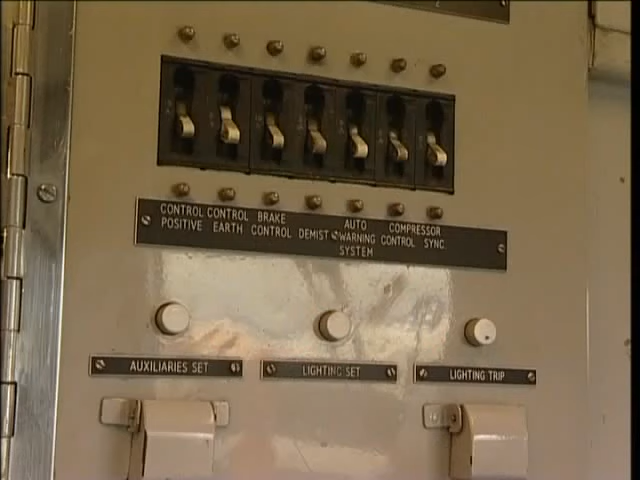 CONTROL CONTROL BRAKE AUTO COMPRESSOR
POSITIVE EARTH CONTROL DEMIST WARNING CONTROL SYNC.
SYSTEM
AUXILIARIES SET
LIGHTING SET
LIGHTING TRIP